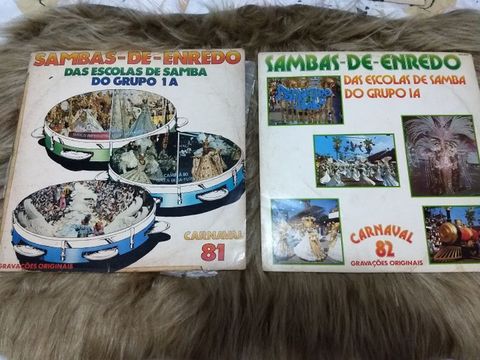 SAMBAS-DE-ENREDO
DAS ESCOLAS DE SAMBA
DO GRUPO 1A
CARNAVAL
81
GRAVAÇÕES ORIGINAIS
SAMBAS-DE-ENREDO
DAS ESCOLAS DE SAMBA
DO GRUPO 1A
CARNAVAL
82
GRAVAÇÕES ORIGINAIS